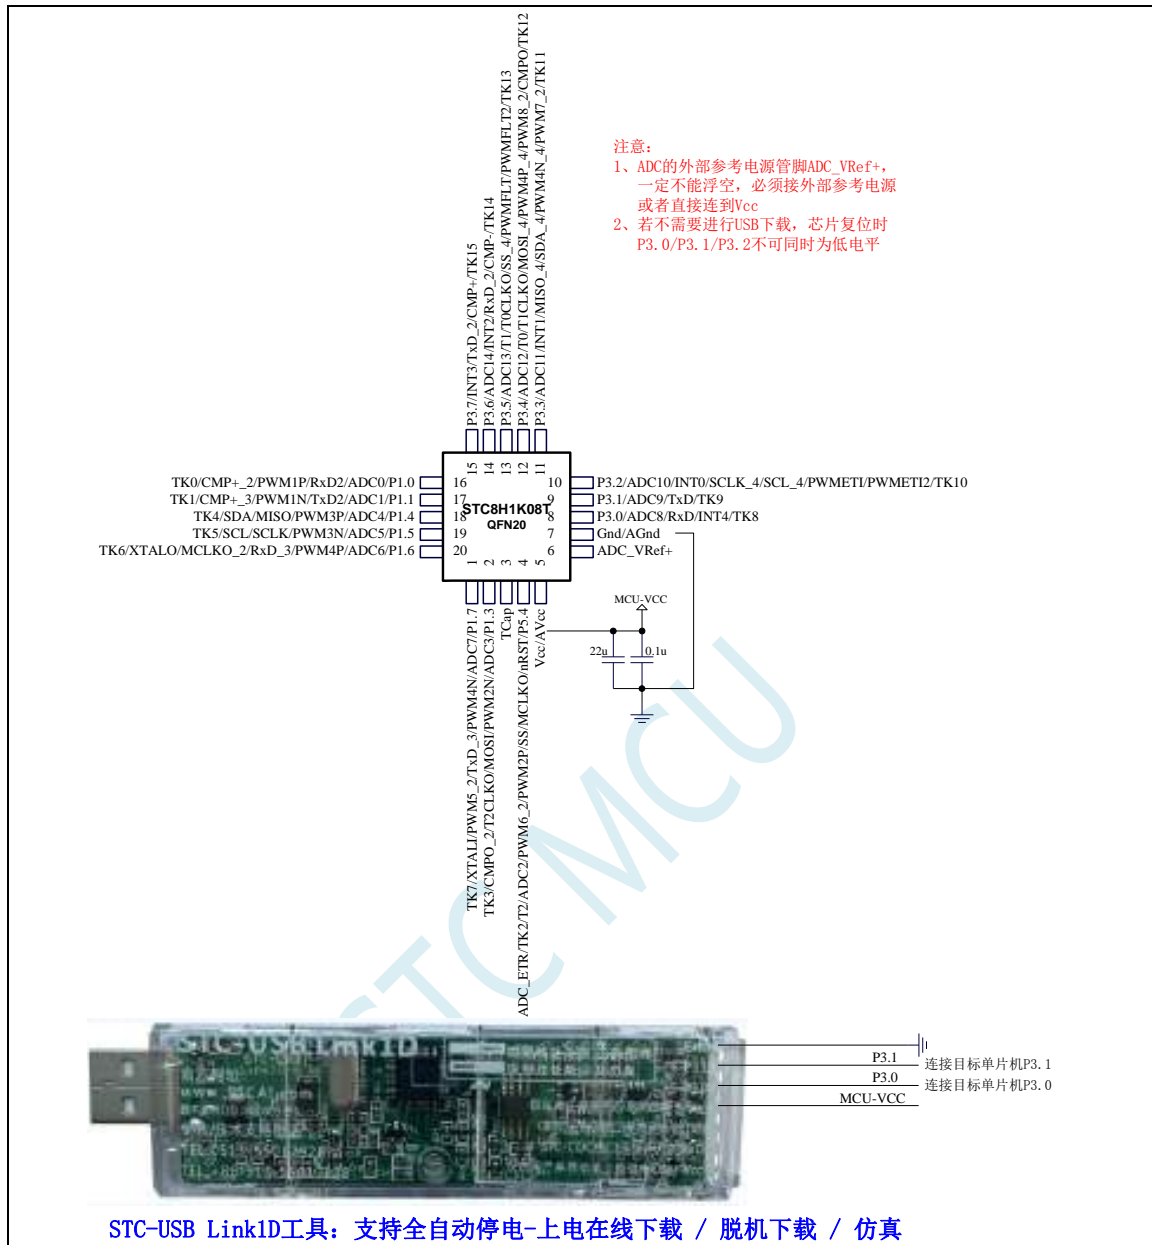 P3.7/INT3/TxD_2/CMP+/TK15
P3.6/ADC14/INT2/RxD_2/CMP-/TK14
P3.5/ADC13/T1/T0CLKO/SS_4/PWMFLT/PWMFLT2/TK13
P3.4/ADC12/T0/T1CLKO/MOSI_4/PWM4P_4/PWM8_2/CMPO/TK12
P3.3/ADC11/INT1/MISO_4/SDA_4/PWM4N_4/PWM7_2/TK11
注意:
1、ADC的外部参考电源管脚ADC_VRef+,
一定不能浮空, 必须接外部参考电源
或者直接连到Vcc
2、若不需要进行USB下载, 芯片复位时
P3.0/P3.1/P3.2不可同时为低电平
15 14 13 12 11
TK0/CMP+_2/PWM1P/RxD2/ADC0/P1.0 16
TK1/CMP+_3/PWM1N/TxD2/ADC1/P1.1 17
TK4/SDA/MISO/PWM3P/ADC4/P1.4 18
TK5/SCL/SCLK/PWM3N/ADC5/P1.5 19
TK6/XTALO/MCLKO_2/RxD_3/PWM4P/ADC6/P1.6 20
STC8H1K08T
QFN20
10 P3.2/ADC10/INT0/SCLK_4/SCL_4/PWMETI/PWMETI2/TK10
9 P3.1/ADC9/TxD/TK9
8 P3.0/ADC8/RxD/INT4/TK8
7 Gnd/AGnd
6 ADC_VRef+
1 2 3 4 5
TK7/XTALI/PWM5_2/TxD_3/PWM4N/ADC7/P1.7
TK3/CMPO_2/T2CLKO/MOSI/PWM2N/ADC3/P1.3
TCap
ADC_ETR/TK2/T2/ADC2/PWM6_2/PWM2P/SS/MCLKO/nRST/P5.4
Vcc/AVcc
MCU-VCC
22u
0.1u
STC MCU
STC-USB Link1D
P3.1 连接目标单片机P3.1
P3.0 连接目标单片机P3.0
MCU-VCC
STC-USB Link1D工具: 支持全自动停电-上电在线下载 / 脱机下载 / 仿真